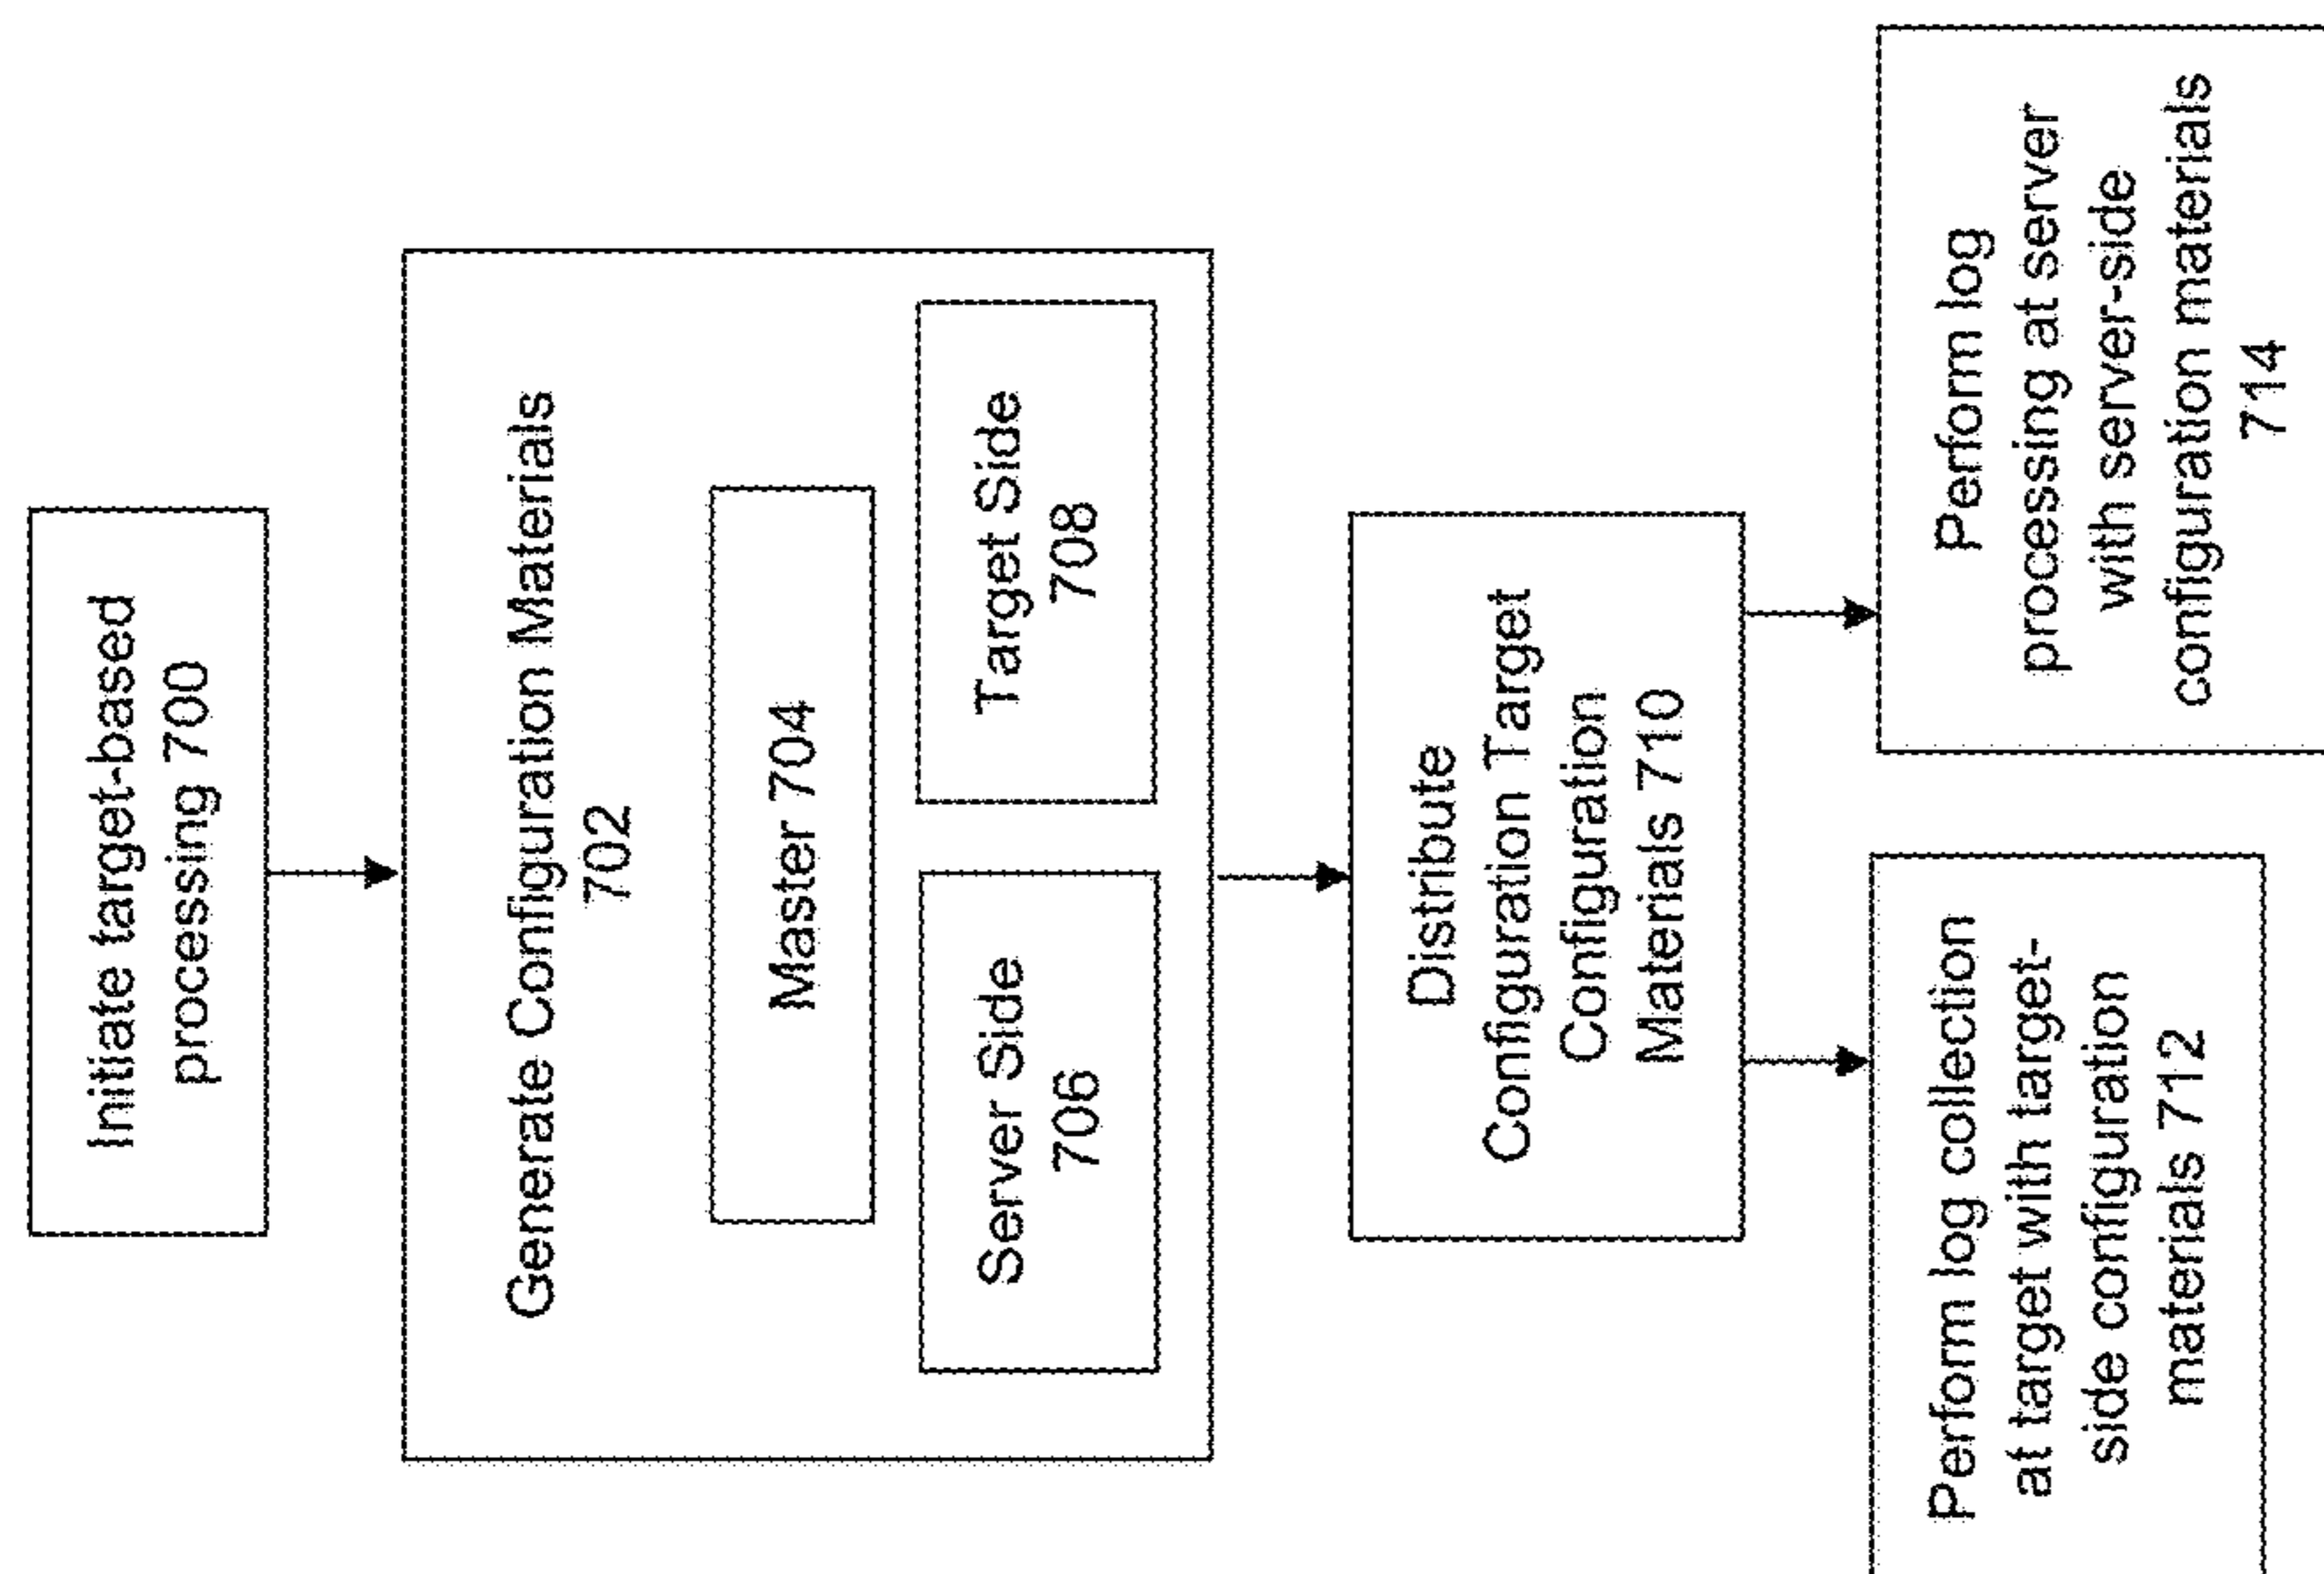 Initiate target-based
processing 700
Generate Configuration Materials
702
Master 704
Server Side
706
Target Side
708
Distribute
Configuration Target
Configuration
Materials 710
Perform log collection
at target with target-
side configuration
materials 712
Perform log
processing at server
with server-side
configuration materials
714